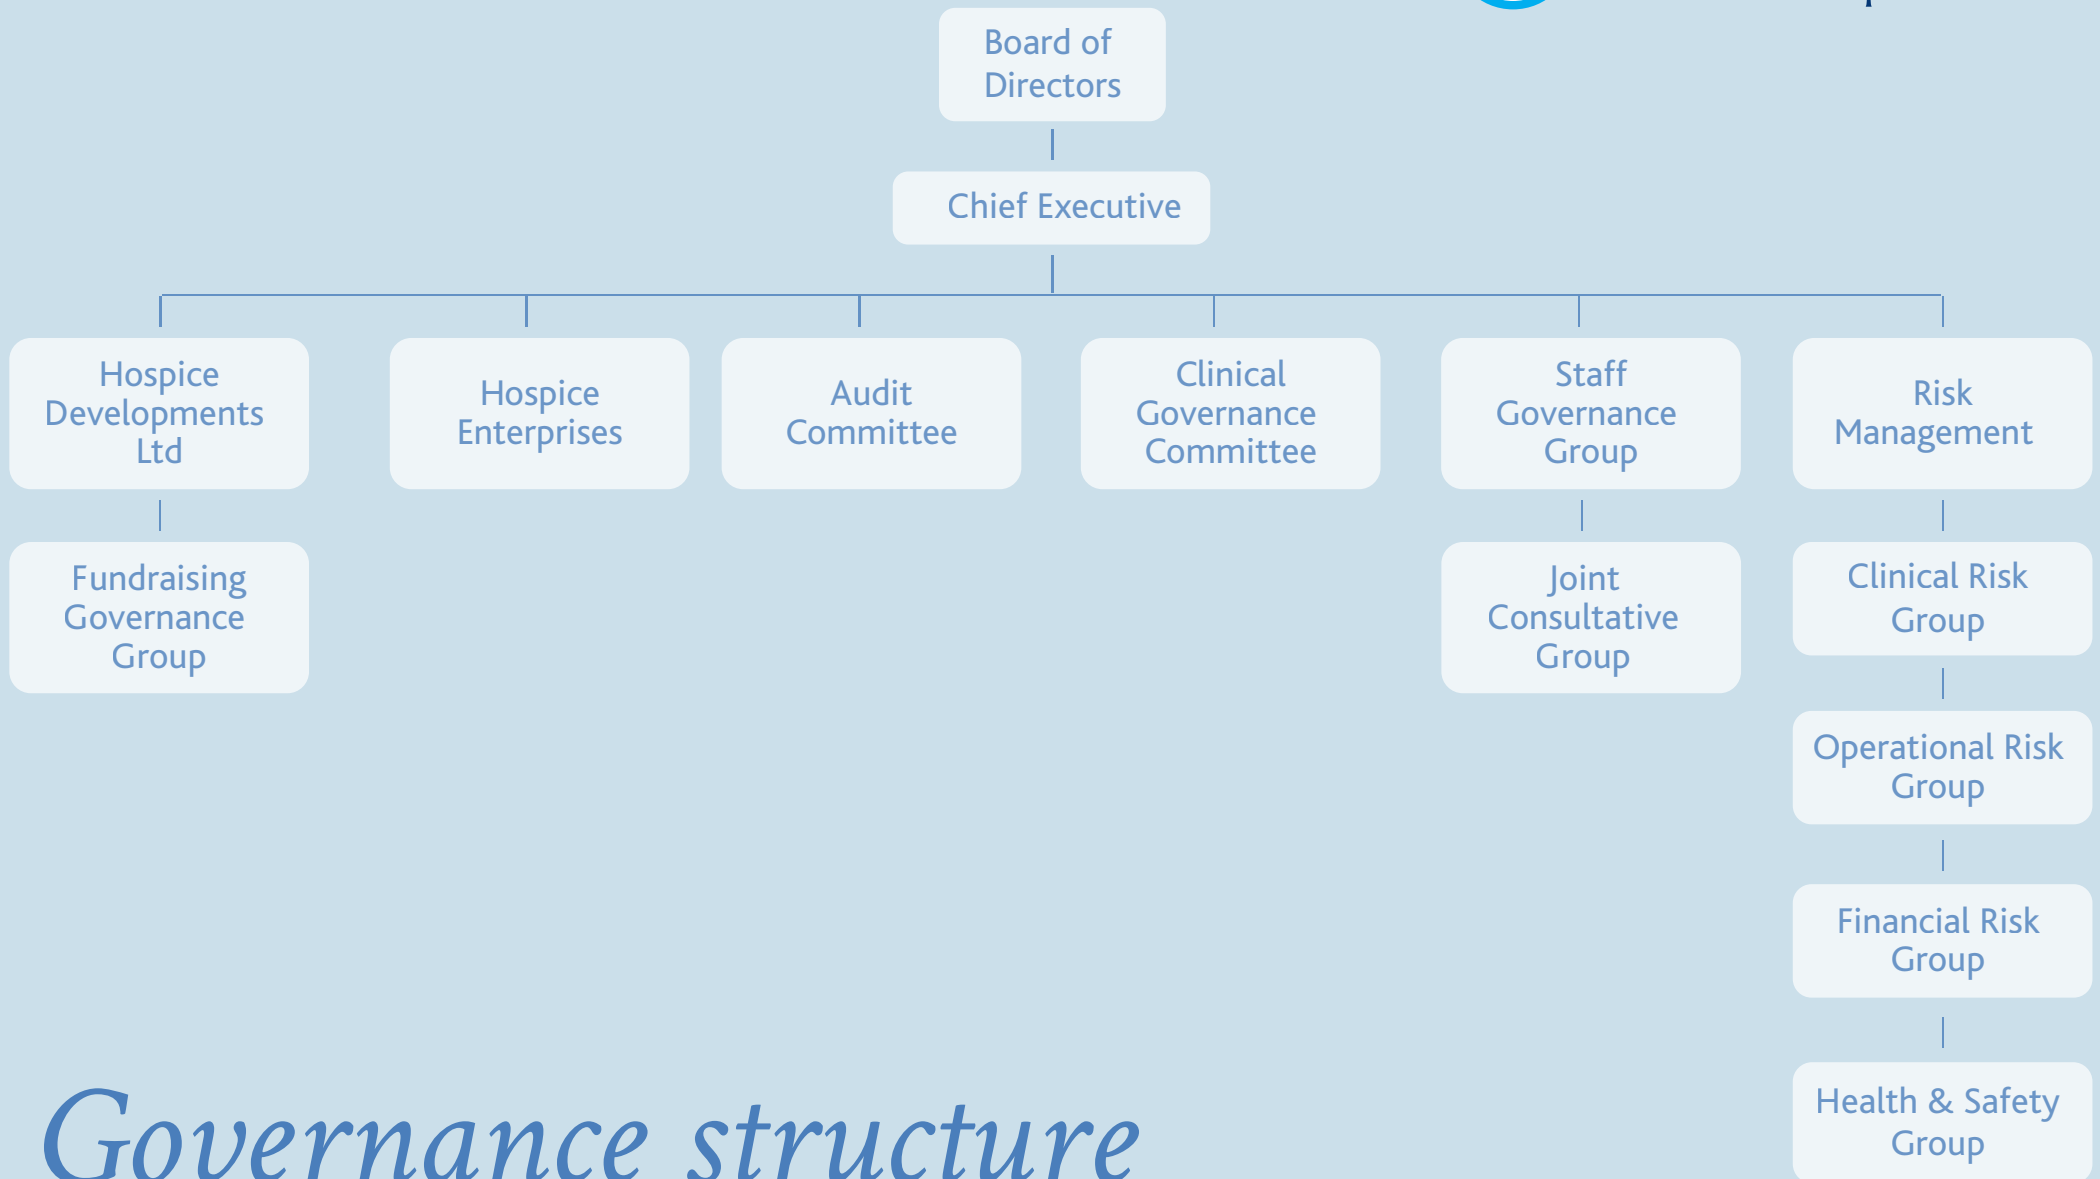 Board of
Directors
Chief Executive
Hospice
Developments
Ltd
Hospice
Enterprises
Audit
Committee
Clinical
Governance
Committee
Staff
Governance
Group
Risk
Management
Fundraising
Governance
Group
Joint
Consultative
Group
Clinical Risk
Group
Operational Risk
Group
Financial Risk
Group
Health & Safety
Group
Governance structure